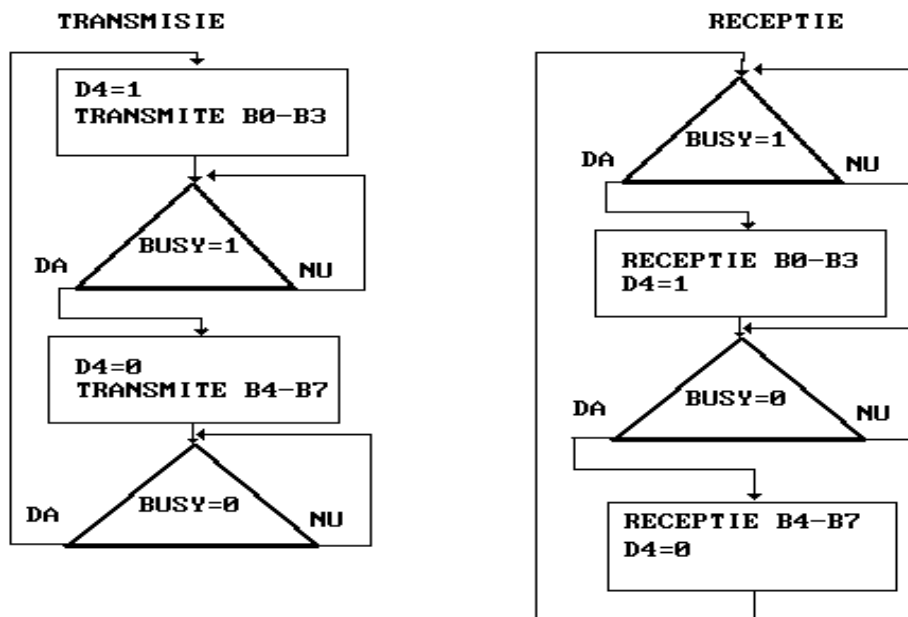 TRANSMISIE
D4=1
TRANSMITE B0-B3
BUSY=1
DA
NU
D4=0
TRANSMITE B4-B7
BUSY=0
DA
NU
RECEPTIE
BUSY=1
DA
NU
RECEPTIE B0-B3
D4=1
BUSY=0
DA
NU
RECEPTIE B4-B7
D4=0